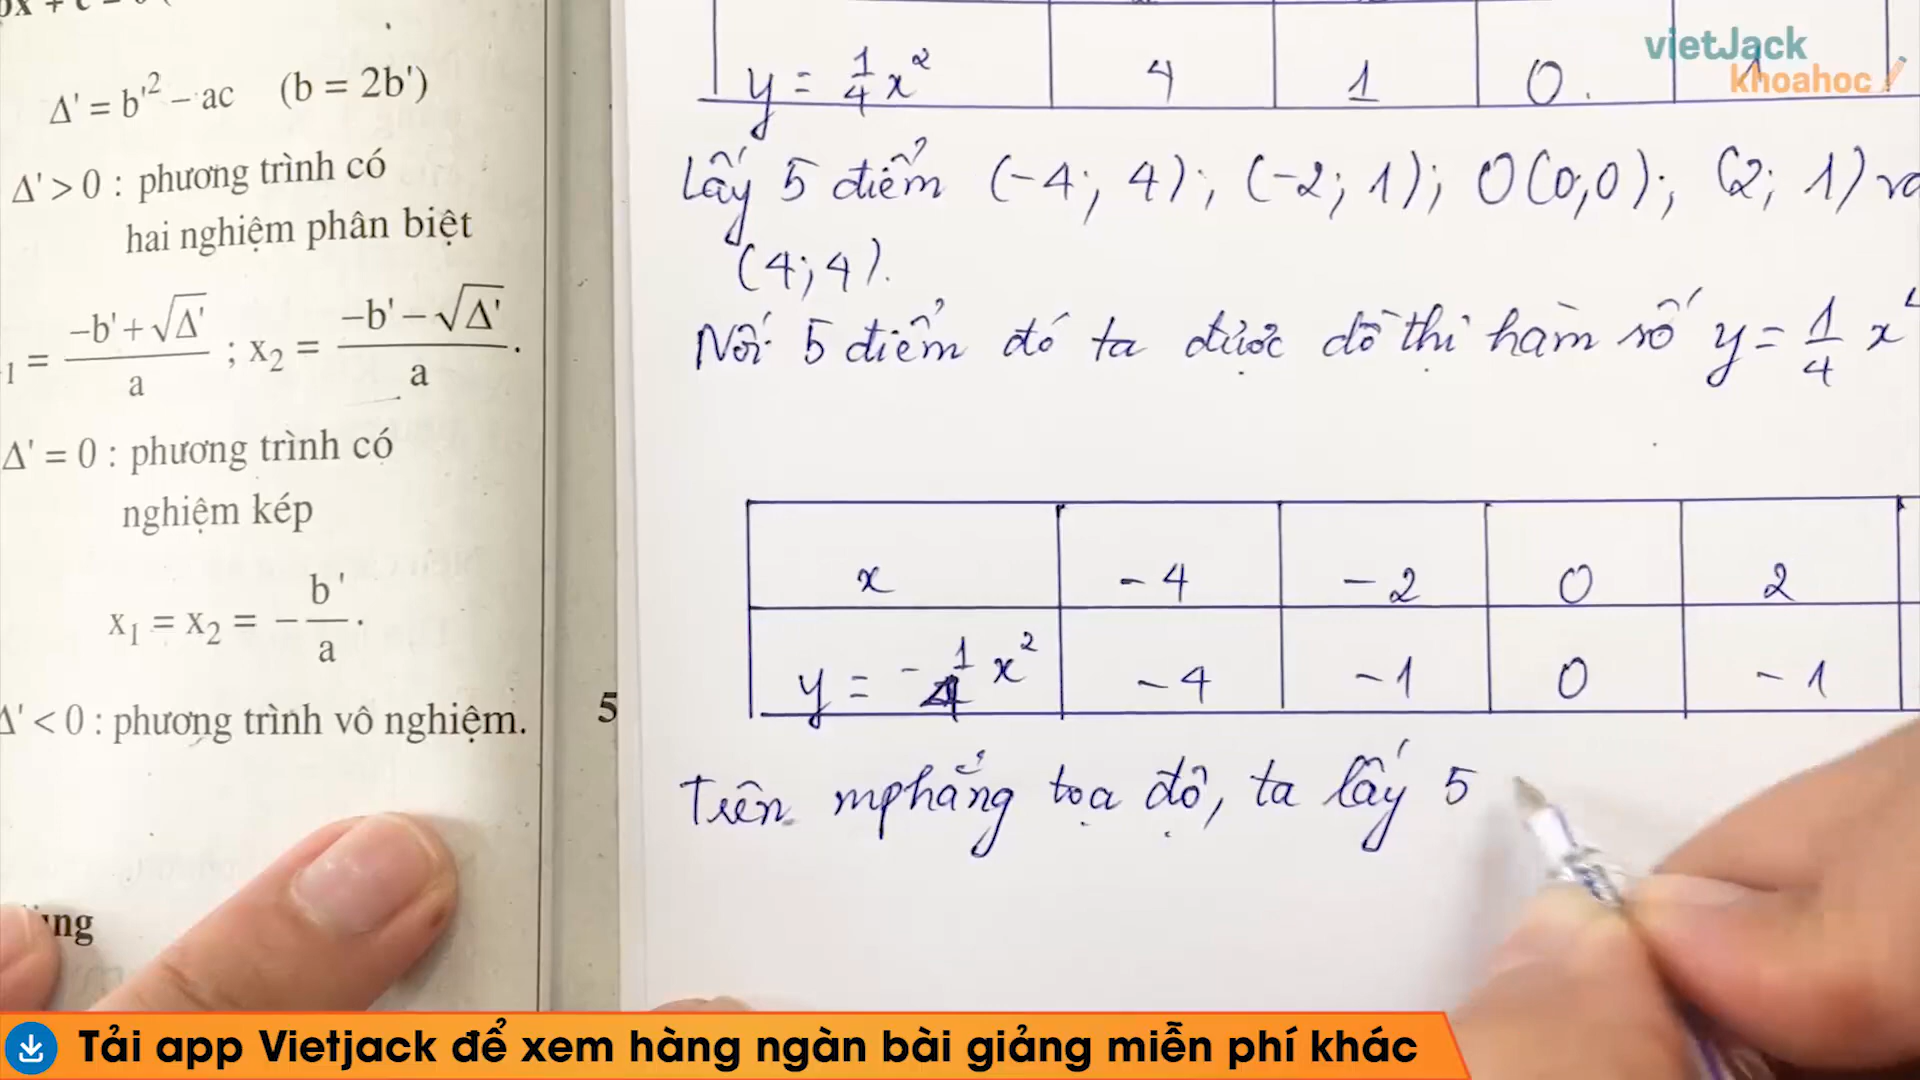 Δ' = b'² – ac (b = 2b')
Δ' > 0 : phương trình có
hai nghiệm phân biệt
₁ = (–b' + √Δ') / a ; x₂ = (–b' – √Δ') / a .
Δ' = 0 : phương trình có
nghiệm kép
x₁ = x₂ = – b' / a .
Δ' < 0 : phương trình vô nghiệm.
5
vietJack
khoahoc
y = 1/4 x² 4 1 0 . 1
Lấy 5 điểm (-4; 4); (-2; 1); O(0,0); (2; 1)
(4; 4).
Nối 5 điểm đó ta được đồ thị hàm số y = 1/4 x
x -4 -2 0 2
y = -1/4 x² -4 -1 0 -1
Trên mphẳng tọa độ, ta lấy 5
Tải app Vietjack để xem hàng ngàn bài giảng miễn phí khác